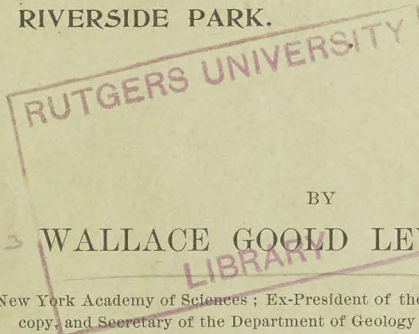 RIVERSIDE PARK.
RUTGERS UNIVERSITY
BY
WALLACE GOOLD LE
LIBRARY
New York Academy of Sciences ; Ex-President of the
copy, and Secretary of the Department of Geology